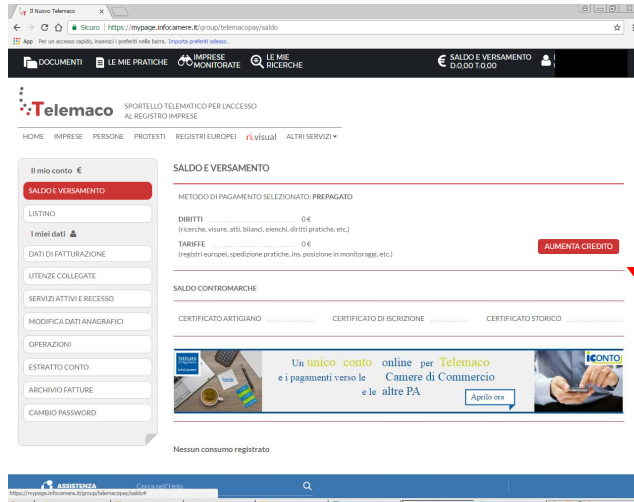 Il Nuovo Telemaco
Sicuro | https://mypage.infocamere.it/group/telemacopay/saldo
App Per un accesso rapido, inserisci i preferiti nella barra. Importa preferiti adesso...
DOCUMENTI LE MIE PRATICHE IMPRESE MONITORATE LE MIE RICERCHE € SALDO E VERSAMENTO D.0,00 T.0,00
Telemaco SPORTELLO TELEMATICO PER L'ACCESSO
AL REGISTRO IMPRESE
HOME IMPRESE PERSONE PROTESTI REGISTRI EUROPEI ri.visual ALTRI SERVIZI
Il mio conto €
SALDO E VERSAMENTO
LISTINO
I miei dati
DATI DI FATTURAZIONE
UTENZE COLLEGATE
SERVIZI ATTIVI E RECESSO
MODIFICA DATI ANAGRAFICI
OPERAZIONI
ESTRATTO CONTO
ARCHIVIO FATTURE
CAMBIO PASSWORD
SALDO E VERSAMENTO
METODO DI PAGAMENTO SELEZIONATO: PREPAGATO
DIRITTI 0 €
(ricerche, visure, atti, bilanci, elenchi, diritti pratiche, etc.)
TARIFFE 0 €
(registri europei, spedizione pratiche, ins. posizione in monitoraggi, etc.)
AUMENTA CREDITO
SALDO CONTROMARCHE
CERTIFICATO ARTIGIANO CERTIFICATO DI ISCRIZIONE CERTIFICATO STORICO
Un unico conto online per Telemaco
e i pagamenti verso le Camere di Commercio
e le altre PA
Aprilo ora
ICONTO
Nessun consumo registrato
ASSISTENZA Cerca nell'Help
https://mypage.infocamere.it/group/telemacopay/saldo#